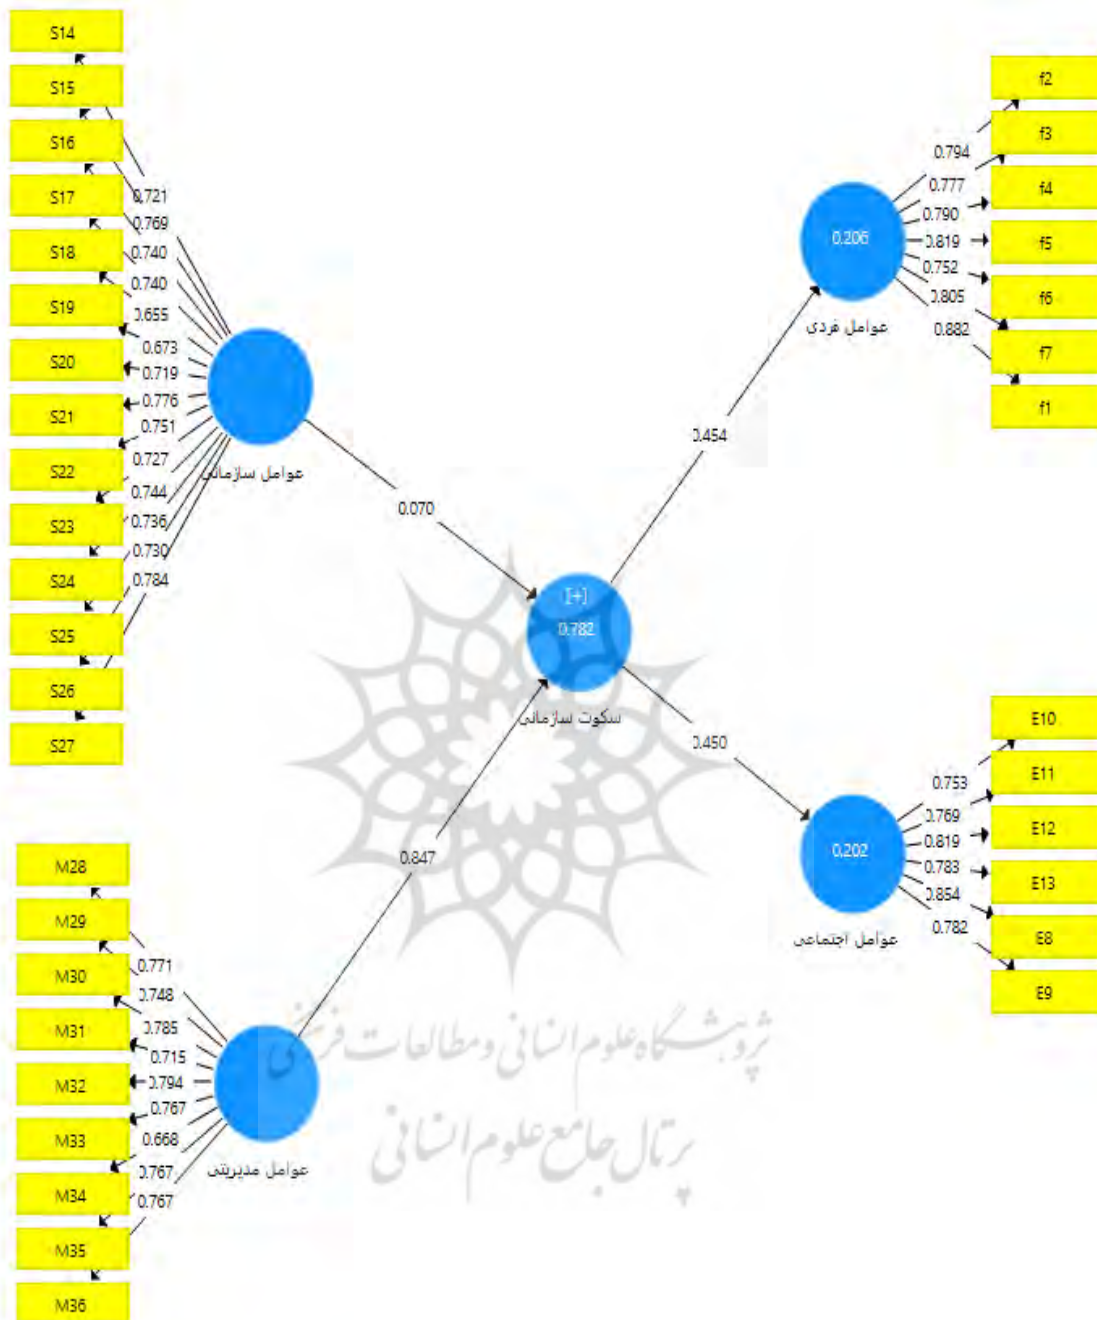 S14
S15
S16
S17
S18
S19
S20
S21
S22
S23
S24
S25
S26
S27
0.721
0.769
0.740
0.740
0.655
0.673
0.719
0.776
0.751
0.727
0.744
0.736
0.730
0.784
عوامل سازمانی
0.070
M28
M29
M30
M31
M32
M33
M34
M35
M36
0.771
0.748
0.785
0.715
0.794
0.767
0.668
0.767
0.767
عوامل مدیریتی
0.847
[+]
0.782
سکوت سازمانی
0.454
0.450
0.206
عوامل فردی
0.794
0.777
0.790
0.819
0.752
0.805
0.882
f2
f3
f4
f5
f6
f7
f1
0.202
عوامل اجتماعی
0.753
0.769
0.819
0.783
0.854
0.782
E10
E11
E12
E13
E8
E9
پژوهشگاه علوم انسانی و مطالعات فرهنگی
پرتال جامع علوم انسانی